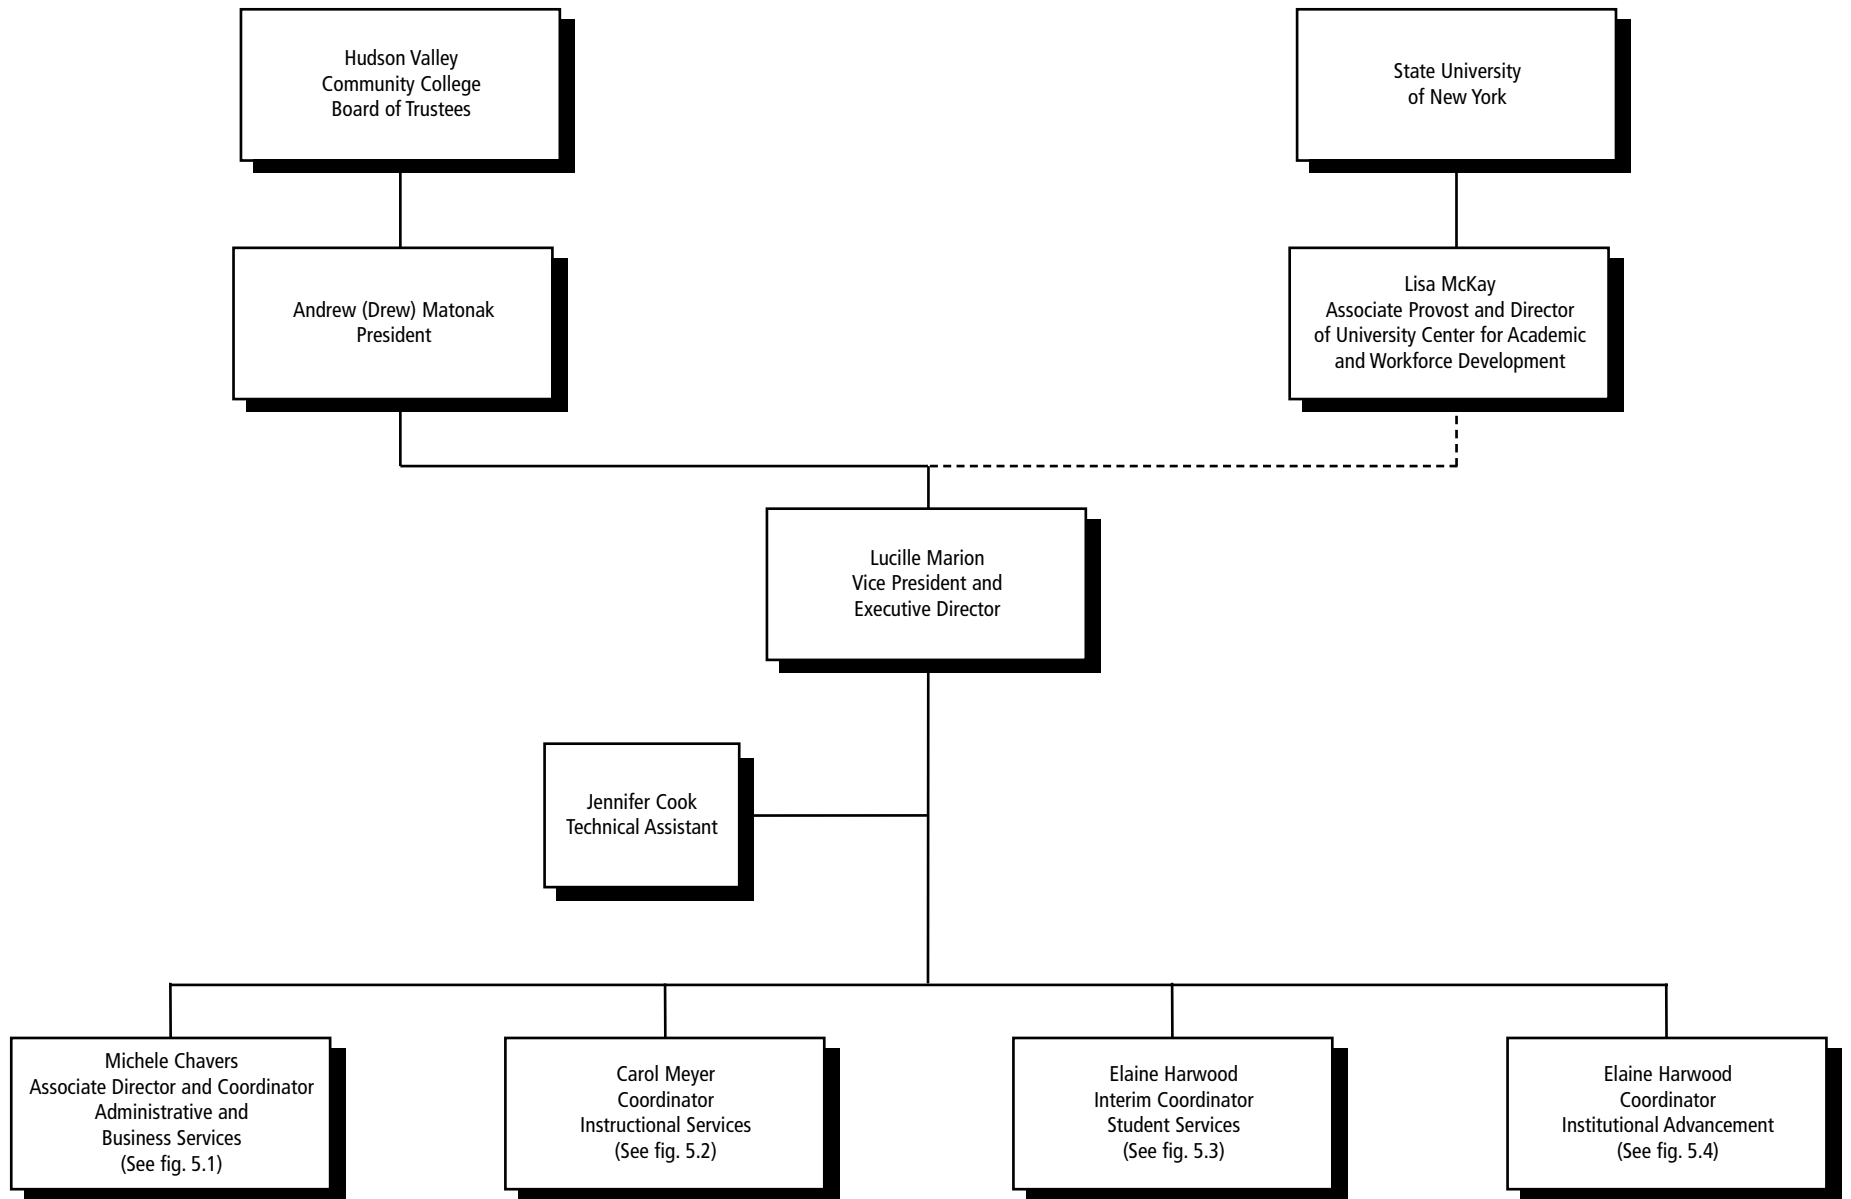 Hudson Valley
Community College
Board of Trustees
State University
of New York
Andrew (Drew) Matonak
President
Lisa McKay
Associate Provost and Director
of University Center for Academic
and Workforce Development
Lucille Marion
Vice President and
Executive Director
Jennifer Cook
Technical Assistant
Michele Chavers
Associate Director and Coordinator
Administrative and
Business Services
(See fig. 5.1)
Carol Meyer
Coordinator
Instructional Services
(See fig. 5.2)
Elaine Harwood
Interim Coordinator
Student Services
(See fig. 5.3)
Elaine Harwood
Coordinator
Institutional Advancement
(See fig. 5.4)